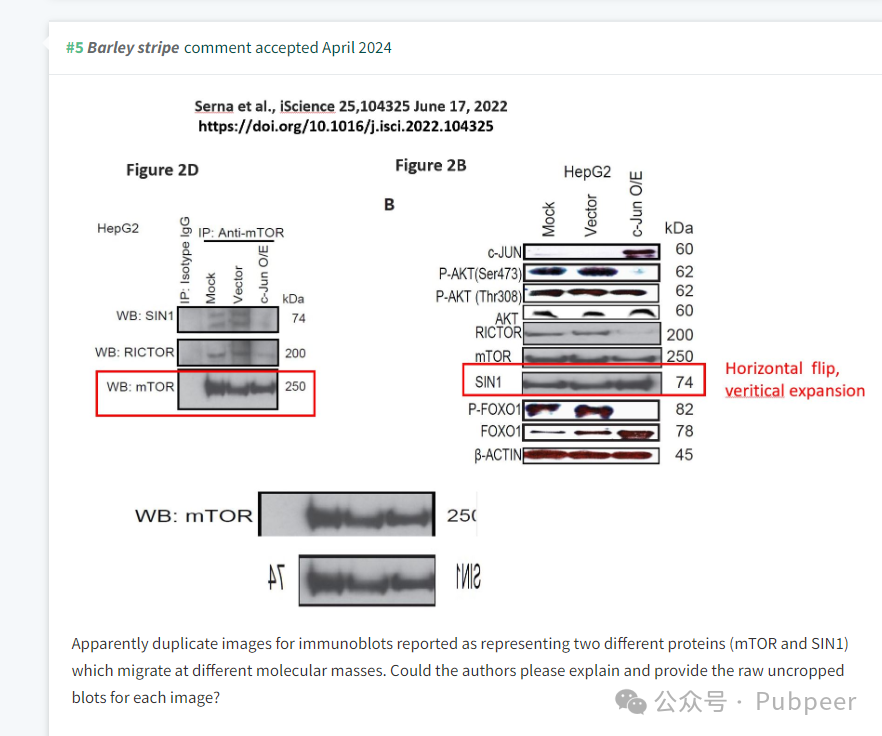 #5 Barley stripe comment accepted April 2024
Serna et al., iScience 25,104325 June 17, 2022
https://doi.org/10.1016/j.isci.2022.104325
Figure 2D
Figure 2B
HepG2
IP: Isotype IgG
IP: Anti-mTOR
Mock
Vector
c-Jun O/E
kDa
WB: SIN1 74
WB: RICTOR 200
WB: mTOR 250
B
HepG2
Mock
Vector
c-Jun O/E
kDa
c-JUN 60
P-AKT(Ser473) 62
P-AKT (Thr308) 62
AKT 60
RICTOR 200
mTOR 250
SIN1 74
P-FOXO1 82
FOXO1 78
β-ACTIN 45
Horizontal flip,
veritical expansion
WB: mTOR 250
74 SIN1
Apparently duplicate images for immunoblots reported as representing two different proteins (mTOR and SIN1)
which migrate at different molecular masses. Could the authors please explain and provide the raw uncropped
blots for each image?
公众号 · Pubpeer